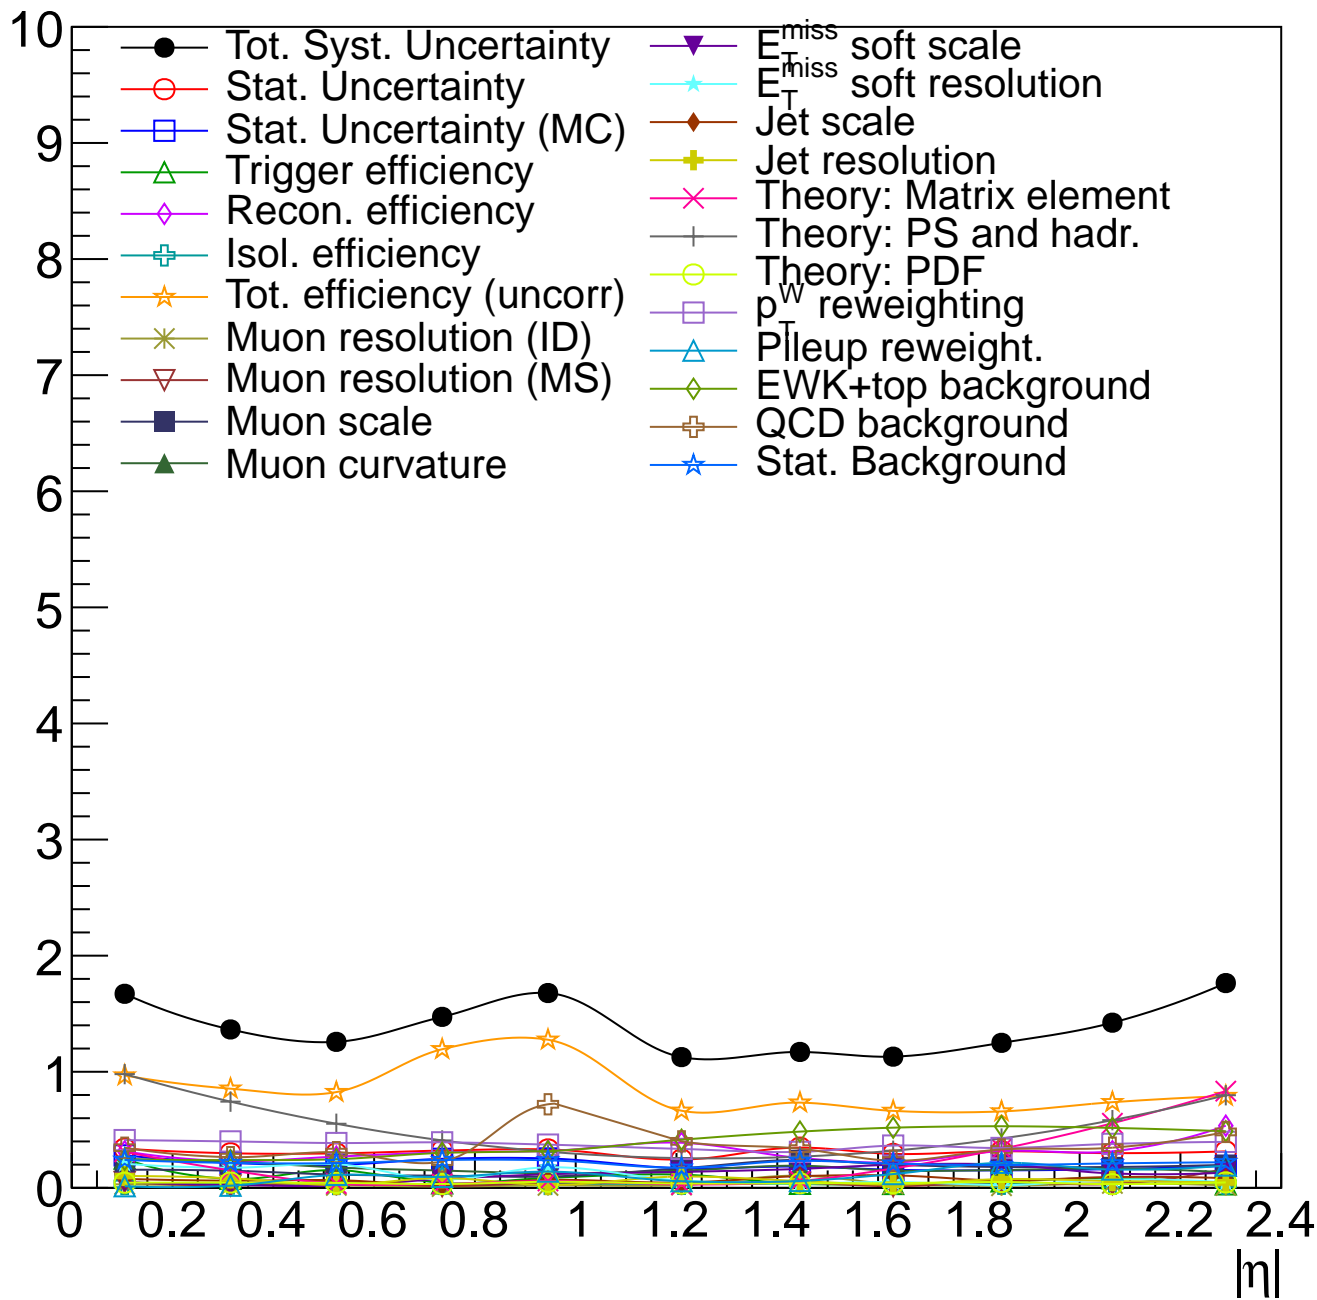 10
9
8
7
6
5
4
3
2
1
0
Tot. Syst. Uncertainty
Stat. Uncertainty
Stat. Uncertainty (MC)
Trigger efficiency
Recon. efficiency
Isol. efficiency
Tot. efficiency (uncorr)
Muon resolution (ID)
Muon resolution (MS)
Muon scale
Muon curvature
E_T^miss soft scale
E_T^miss soft resolution
Jet scale
Jet resolution
Theory: Matrix element
Theory: PS and hadr.
Theory: PDF
p_T^W reweighting
Pileup reweight.
EWK+top background
QCD background
Stat. Background
0 0.2 0.4 0.6 0.8 1 1.2 1.4 1.6 1.8 2 2.2 2.4
|η|